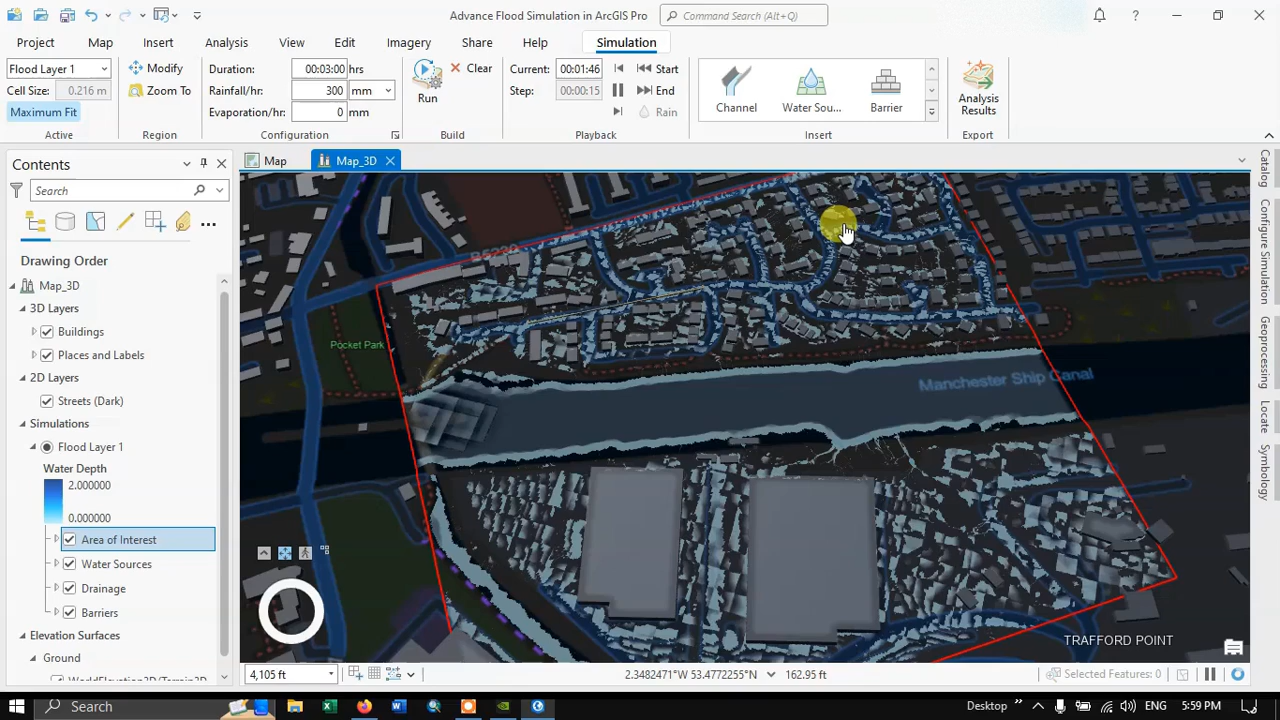 Advance Flood Simulation in ArcGIS Pro
Command Search (Alt+Q)
Project
Map
Insert
Analysis
View
Edit
Imagery
Share
Help
Simulation
Flood Layer 1
Cell Size: 0.216 m
Maximum Fit
Active
Modify
Zoom
Region
Duration: 00:03:00 hrs
Rainfall/hr: 300 mm
Evaporation/hr: 0 mm
Configuration
Run
Clear
Build
Current: 00:01:46
Step: 00:00:15
Start
End
Rain
Playback
Channel
Water Sou...
Barrier
Insert
Analysis
Results
Export
Contents
Search
Drawing Order
Map_3D
3D Layers
Buildings
Places and Labels
2D Layers
Streets (Dark)
Simulations
Flood Layer 1
Water Depth
2.000000
0.000000
Area of Interest
Water Sources
Drainage
Barriers
Elevation Surfaces
Ground
WorldElevation3D/Terrain3D
Map
Map_3D
Pocket Park
Manchester Ship Canal
TRAFFORD POINT
4,105 ft
2.3482471°W 53.4772255°N
162.95 ft
Selected Features: 0
Catalog
Configure Simulation
Geoprocessing
Locate
Symbology
Search
Desktop
ENG
5:59 PM